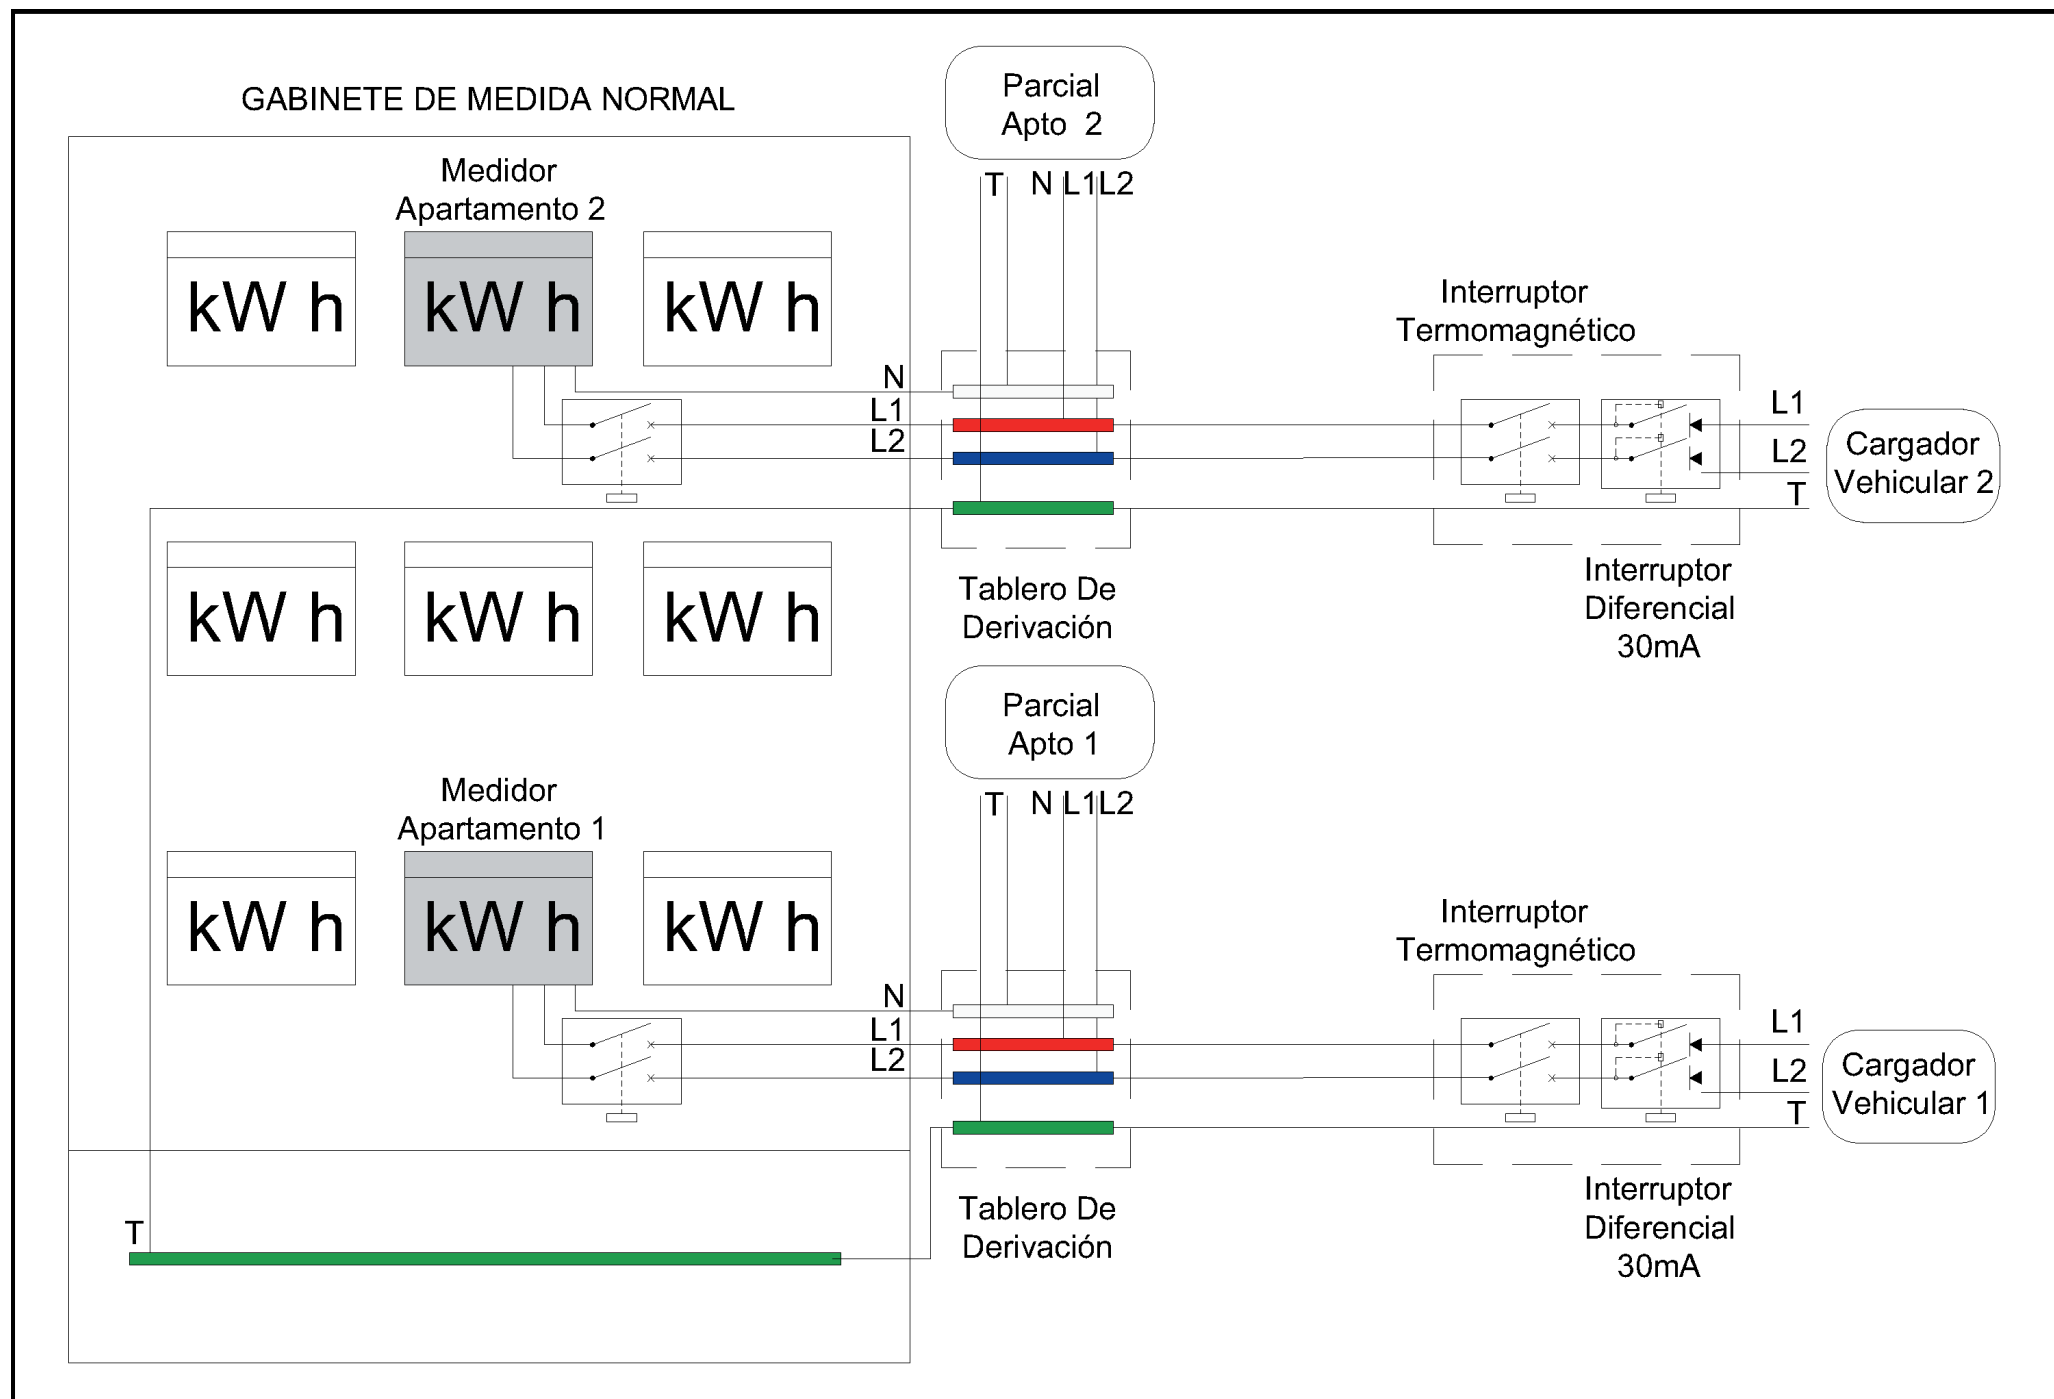 GABINETE DE MEDIDA NORMAL
Parcial
Apto 2
T N L1 L2
Medidor
Apartamento 2
kW h kW h kW h
N
L1
L2
Interruptor
Termomagnético
L1
L2
T
Cargador
Vehicular 2
Interruptor
Diferencial
30mA
Tablero De
Derivación
kW h kW h kW h
Parcial
Apto 1
T N L1 L2
Medidor
Apartamento 1
kW h kW h kW h
N
L1
L2
Interruptor
Termomagnético
L1
L2
T
Cargador
Vehicular 1
Interruptor
Diferencial
30mA
Tablero De
Derivación
T